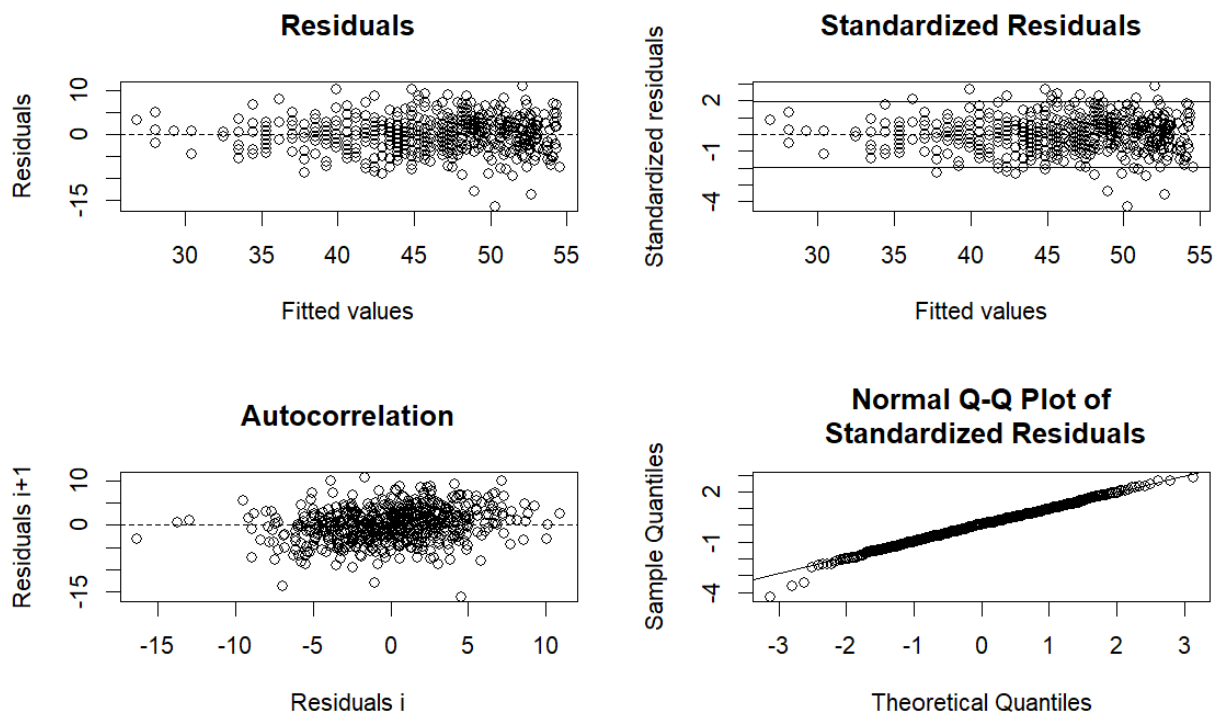 Residuals
Residuals
10
0
-15
30 35 40 45 50 55
Fitted values
Standardized Residuals
Standardized residuals
2
-1
-4
30 35 40 45 50 55
Fitted values
Autocorrelation
Residuals i+1
10
0
-15
-15 -10 -5 0 5 10
Residuals i
Normal Q-Q Plot of
Standardized Residuals
Sample Quantiles
2
-1
-4
-3 -2 -1 0 1 2 3
Theoretical Quantiles